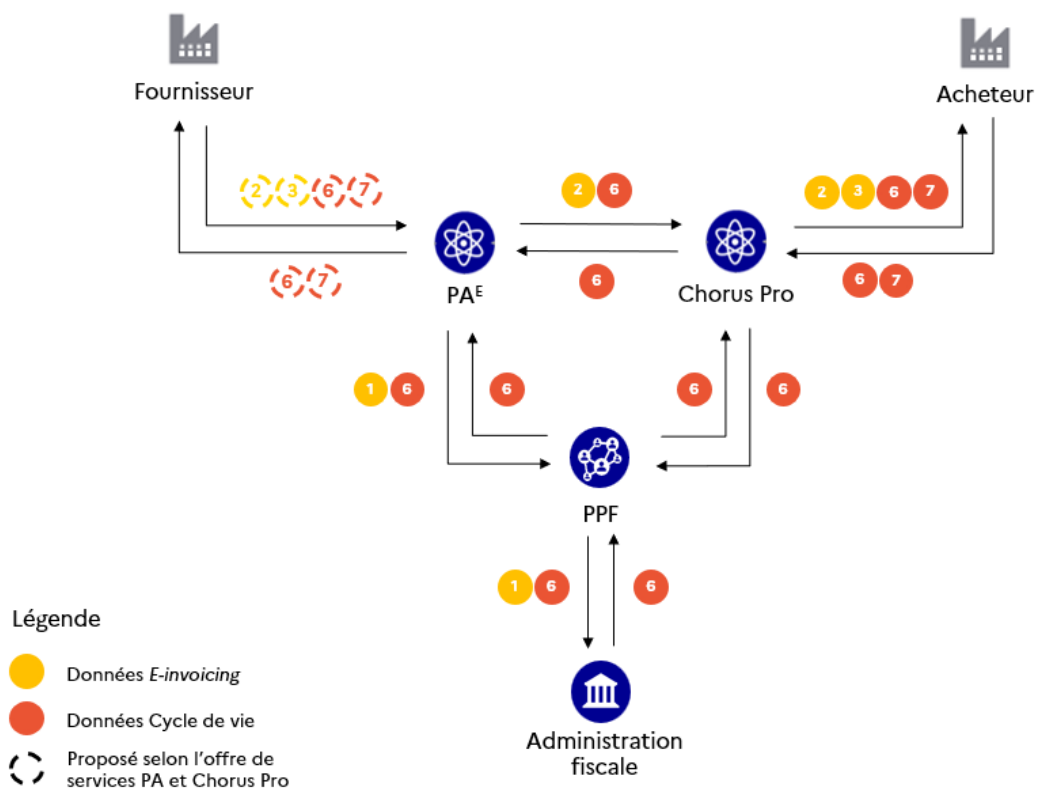 Fournisseur
Acheteur
2 3 6 7
2 6
2 3 6 7
6 7
6
6 7
PAᴱ
Chorus Pro
1 6
6
6
6
PPF
1 6
6
Légende
Données E-invoicing
Données Cycle de vie
Proposé selon l'offre de
services PA et Chorus Pro
Administration
fiscale